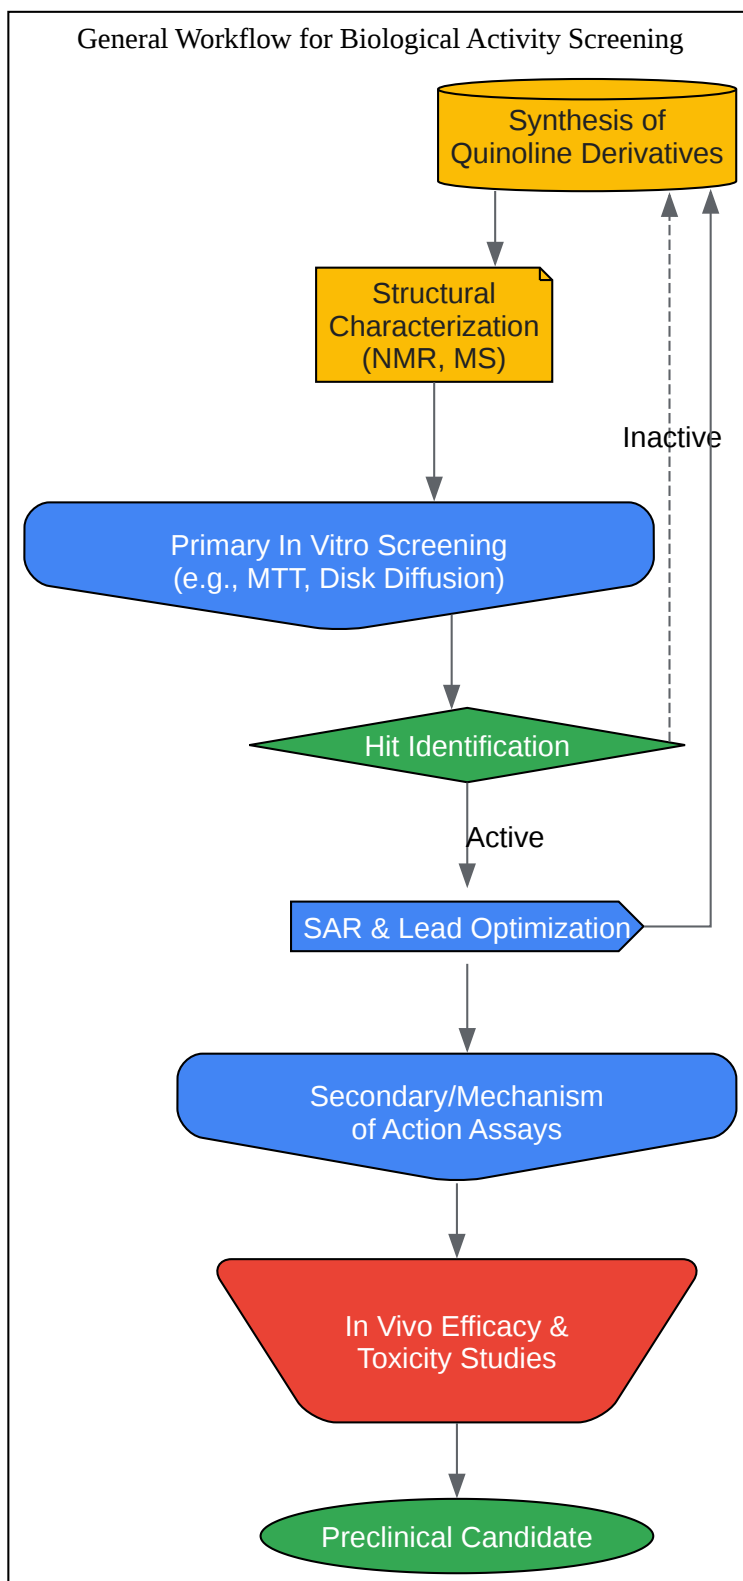 General Workflow for Biological Activity Screening
Synthesis of
Quinoline Derivatives
Structural
Characterization
(NMR, MS)
Inactive
Primary In Vitro Screening
(e.g., MTT, Disk Diffusion)
Hit Identification
Active
SAR & Lead Optimization
Secondary/Mechanism
of Action Assays
In Vivo Efficacy &
Toxicity Studies
Preclinical Candidate